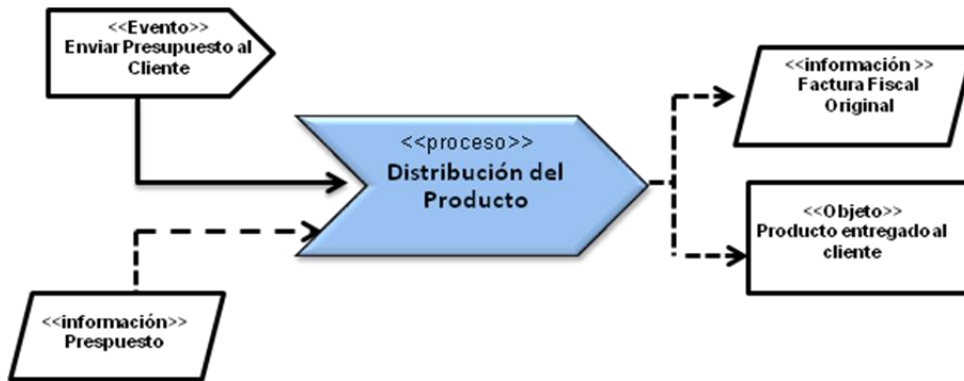 <<Evento>>
Enviar Presupuesto al
Cliente
<<proceso>>
Distribución del
Producto
<<información >>
Factura Fiscal
Original
<<Objeto>>
Producto entregado al
cliente
<<información>>
Prespuesto